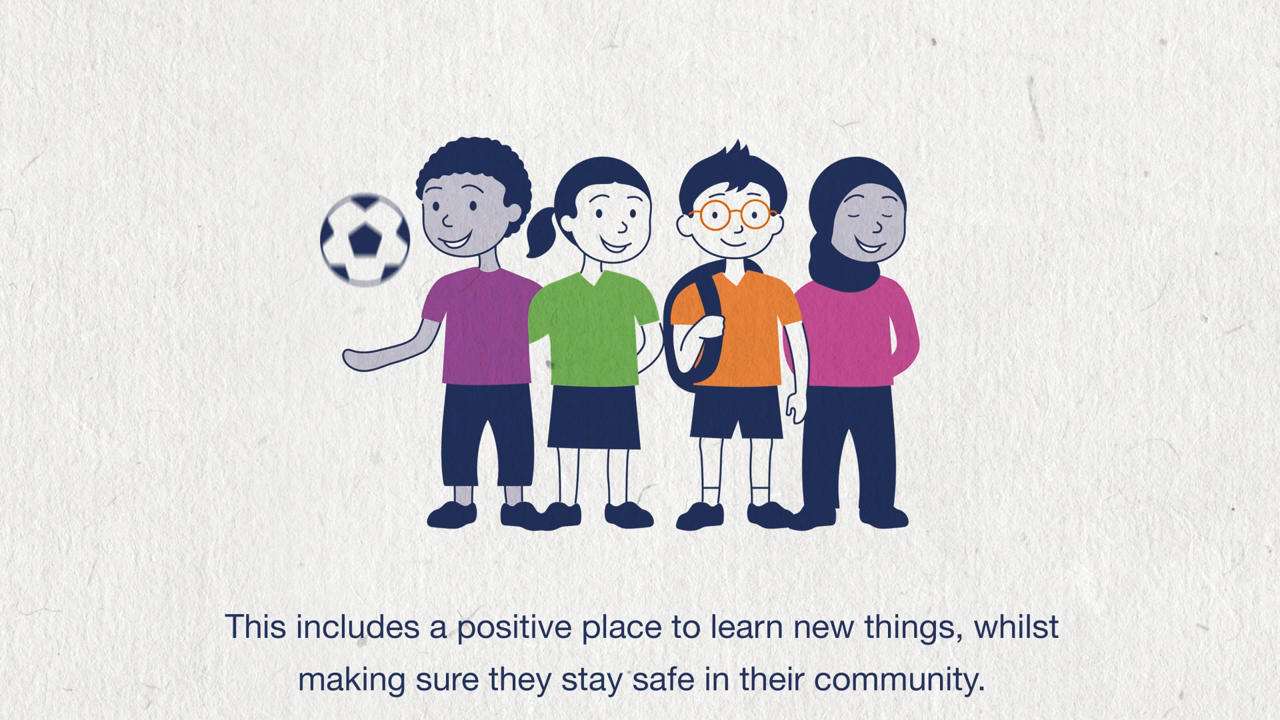 This includes a positive place to learn new things, whilst
making sure they stay safe in their community.